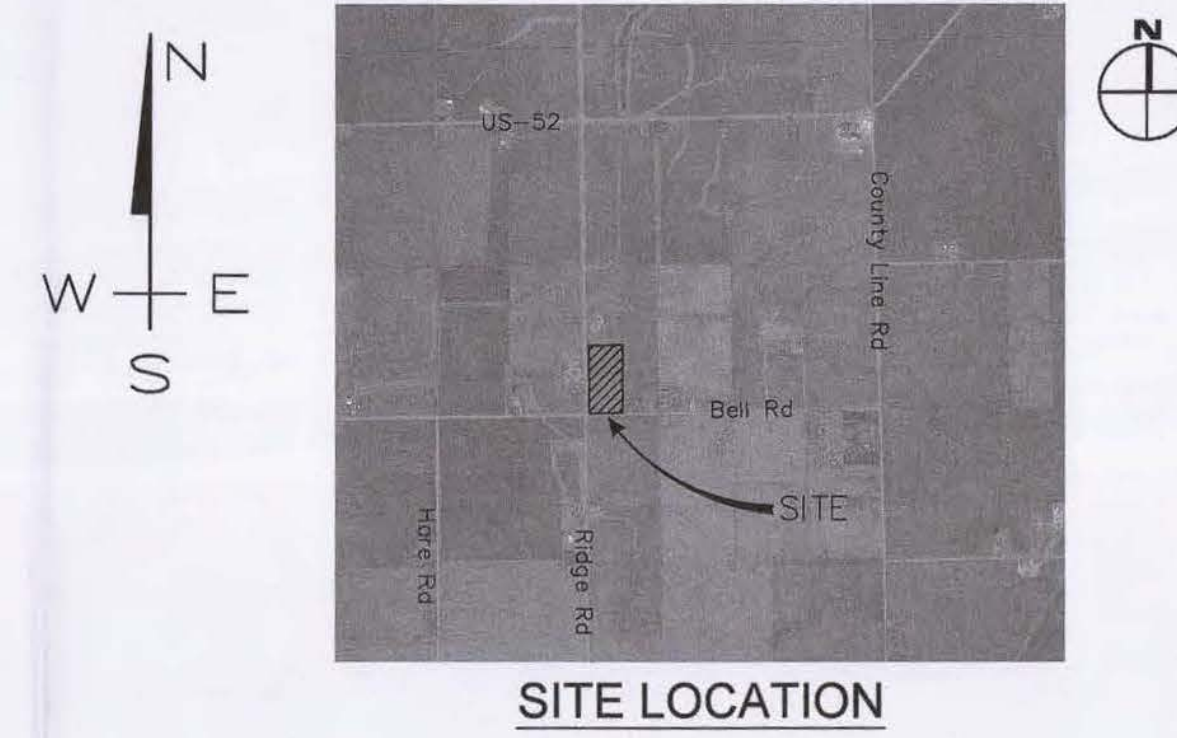 N
W E
S
N
US-52
County Line Rd
Bell Rd
SITE
Hare Rd
Ridge Rd
SITE LOCATION